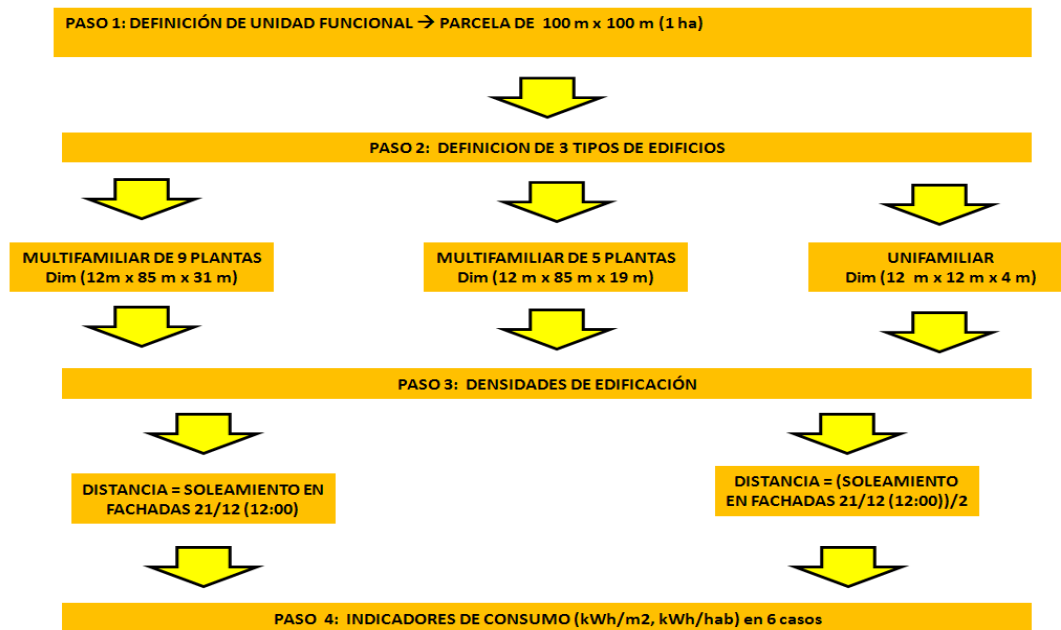 PASO 1: DEFINICIÓN DE UNIDAD FUNCIONAL → PARCELA DE 100 m x 100 m (1 ha)
PASO 2: DEFINICION DE 3 TIPOS DE EDIFICIOS
MULTIFAMILIAR DE 9 PLANTAS
Dim (12m x 85 m x 31 m)
MULTIFAMILIAR DE 5 PLANTAS
Dim (12 m x 85 m x 19 m)
UNIFAMILIAR
Dim (12 m x 12 m x 4 m)
PASO 3: DENSIDADES DE EDIFICACIÓN
DISTANCIA = SOLEAMIENTO EN
FACHADAS 21/12 (12:00)
DISTANCIA = (SOLEAMIENTO
EN FACHADAS 21/12 (12:00))/2
PASO 4: INDICADORES DE CONSUMO (kWh/m2, kWh/hab) en 6 casos